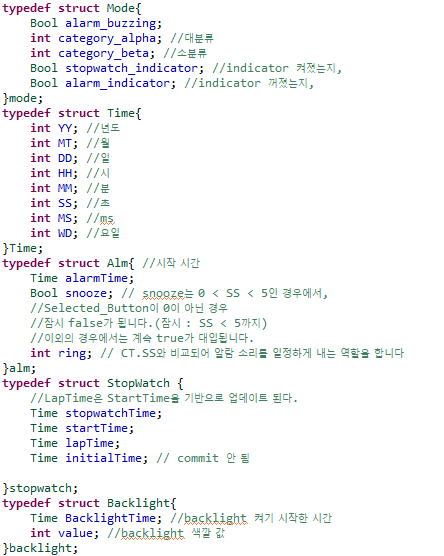 typedef struct Mode{
    Bool alarm_buzzing;
    int category_alpha; //대분류
    int category_beta; //소분류
    Bool stopwatch_indicator; //indicator 켜졌는지,
    Bool alarm_indicator; //indicator 꺼졌는지,
}mode;
typedef struct Time{
    int YY; //년도
    int MT; //월
    int DD; //일
    int HH; //시
    int MM; //분
    int SS; //초
    int MS; //ms
    int WD; //요일
}Time;
typedef struct Alm{ //시작 시간
    Time alarmTime;
    Bool snooze; // snooze는 0 < SS < 5인 경우에서,
    //Selected_Button이 0이 아닌 경우
    //잠시 false가 됩니다.(잠시 : SS < 5까지)
    //이외의 경우에서는 계속 true가 대입됩니다.
    int ring; // CT.SS와 비교되어 알람 소리를 일정하게 내는 역할을 합니다
}alm;
typedef struct StopWatch {
    //LapTime은 StartTime을 기반으로 업데이트 된다.
    Time stopwatchTime;
    Time startTime;
    Time lapTime;
    Time initialTime; // commit 안 됨

}stopwatch;
typedef struct Backlight{
    Time BacklightTime; //backlight 켜기 시작한 시간
    int value; //backlight 색깔 값
}backlight;